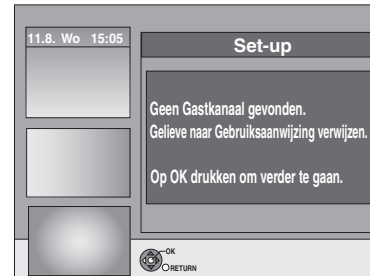 11.8. Wo 15:05
Set-up
Geen Gastkanaal gevonden.
Gelieve naar Gebruiksaanwijzing verwijzen.
Op OK drukken om verder te gaan.
OK
RETURN